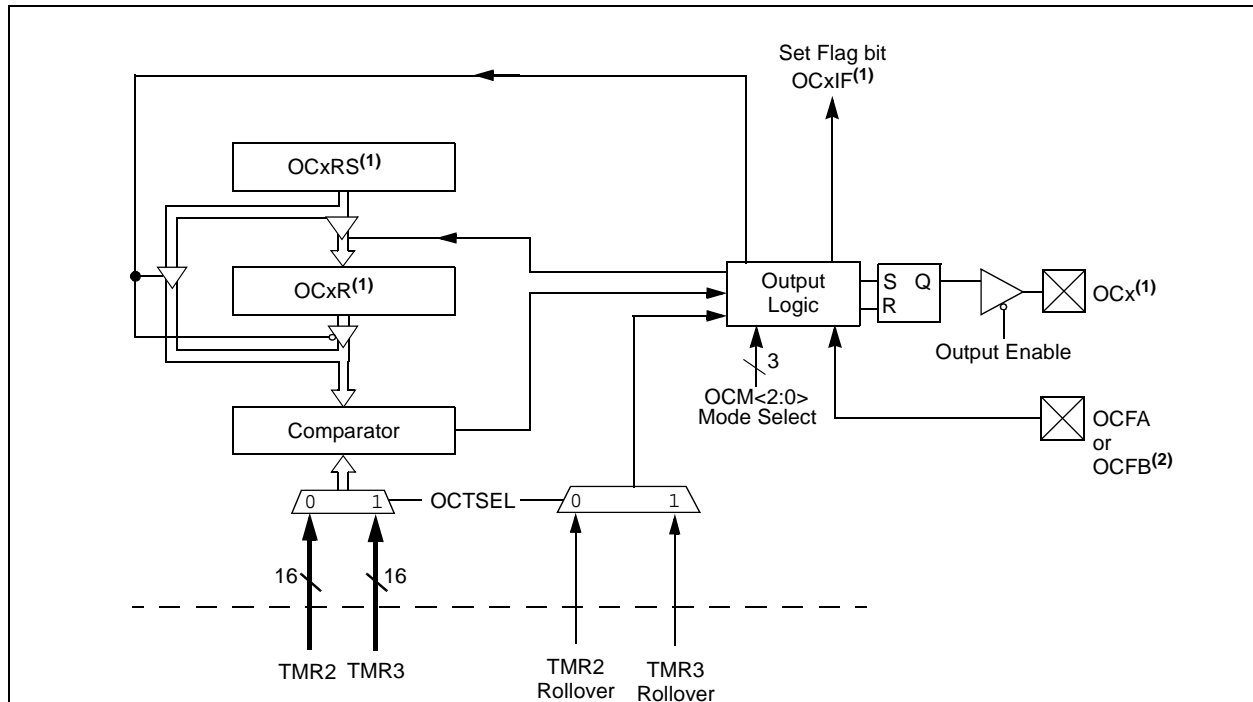 Set Flag bit
OCxIF(1)
OCxRS(1)
OCxR(1)
Output
Logic
S Q
R
OCx(1)
Output Enable
3
OCM<2:0>
Mode Select
Comparator
OCFA
or
OCFB(2)
0 1
OCTSEL
0 1
16
16
TMR2
TMR3
TMR2
Rollover
TMR3
Rollover